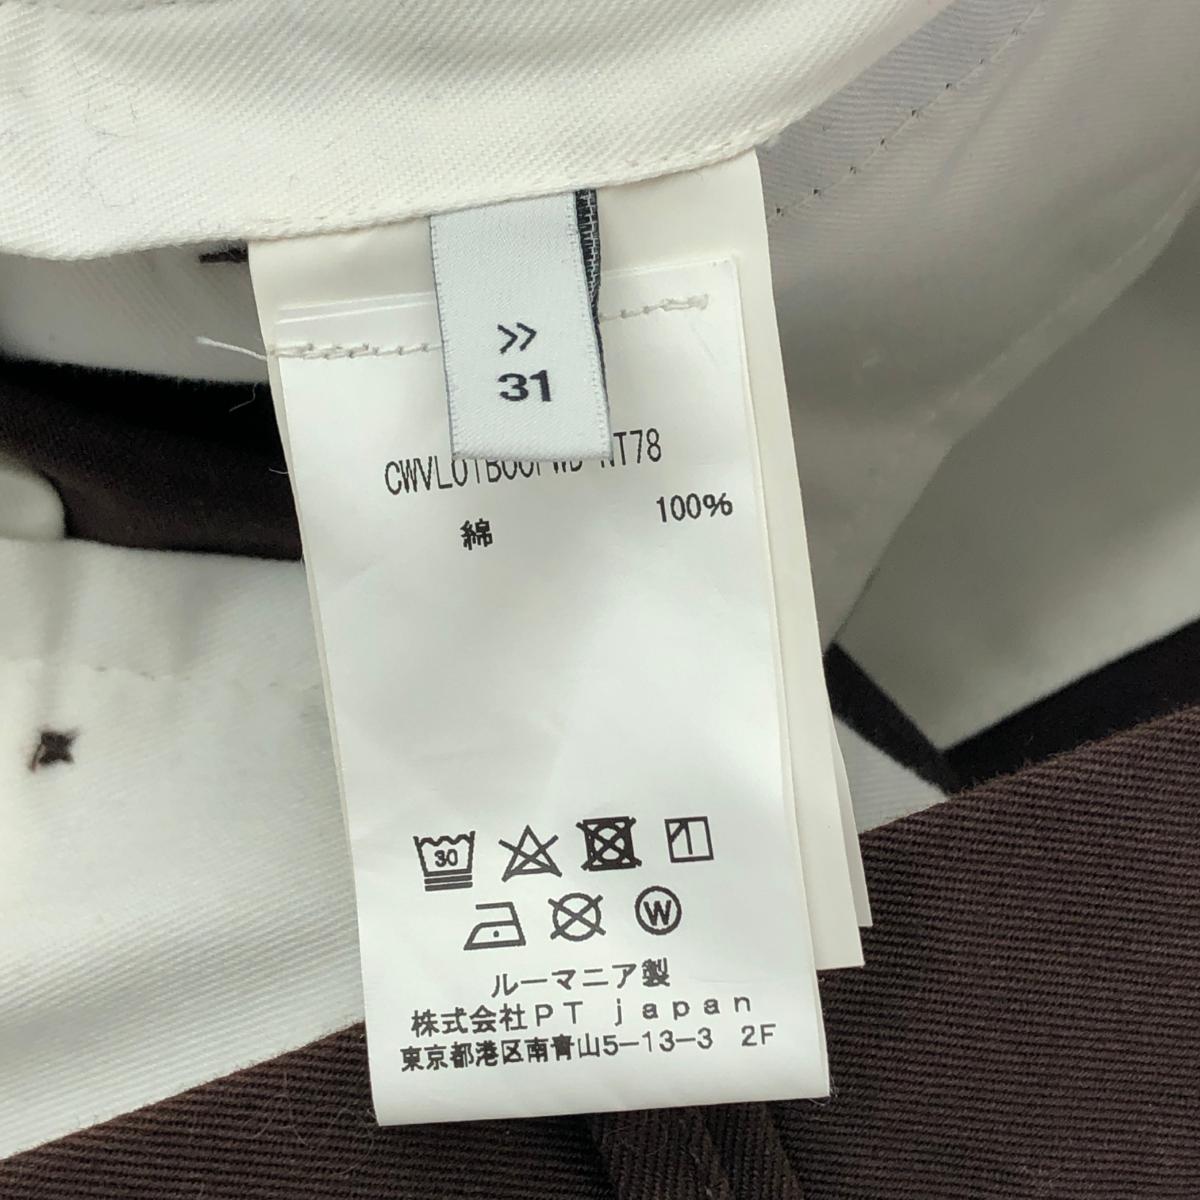 »
31
NT78
綿 100%
30
W
ルーマニア製
株式会社PT japan
東京都港区南青山5-13-3 2F